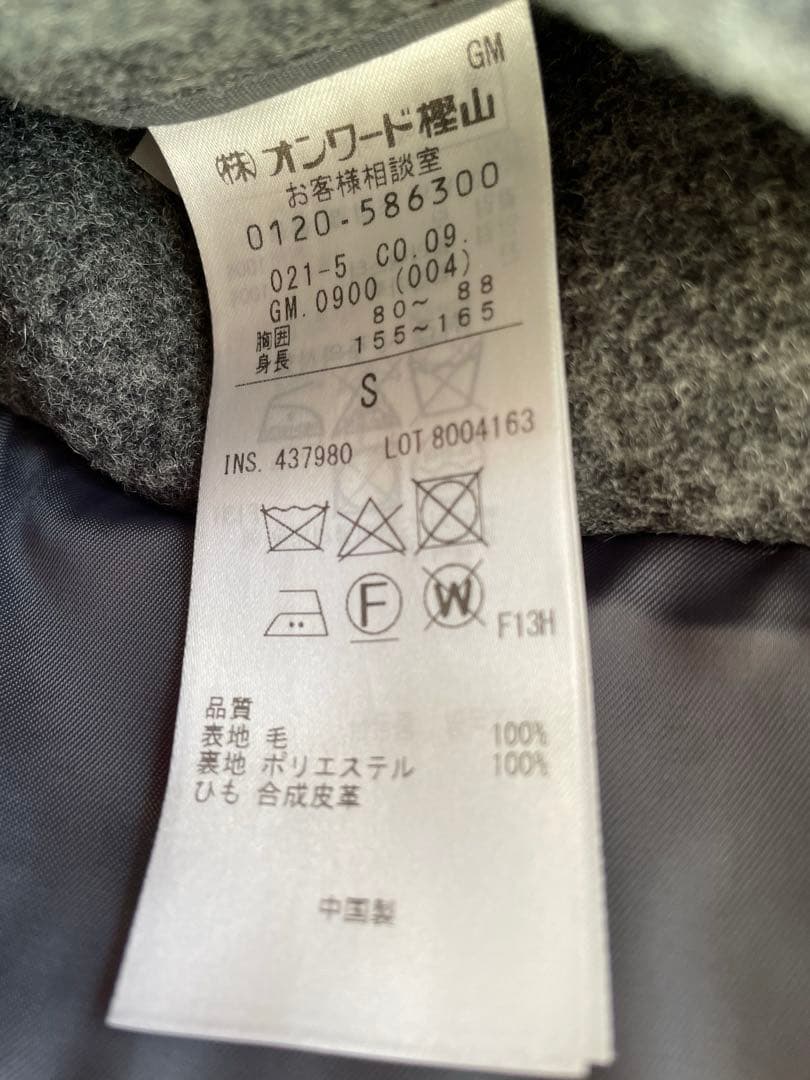 GM
(株)オンワード樫山
お客様相談室
0120-586300
021-5 CO.09.
GM.0900(004)
胸囲 80~ 88
身長 155~165
S
INS. 437980 LOT 8004163
F W F13H
品質
表地 毛 100%
裏地 ポリエステル 100%
ひも 合成皮革
中国製